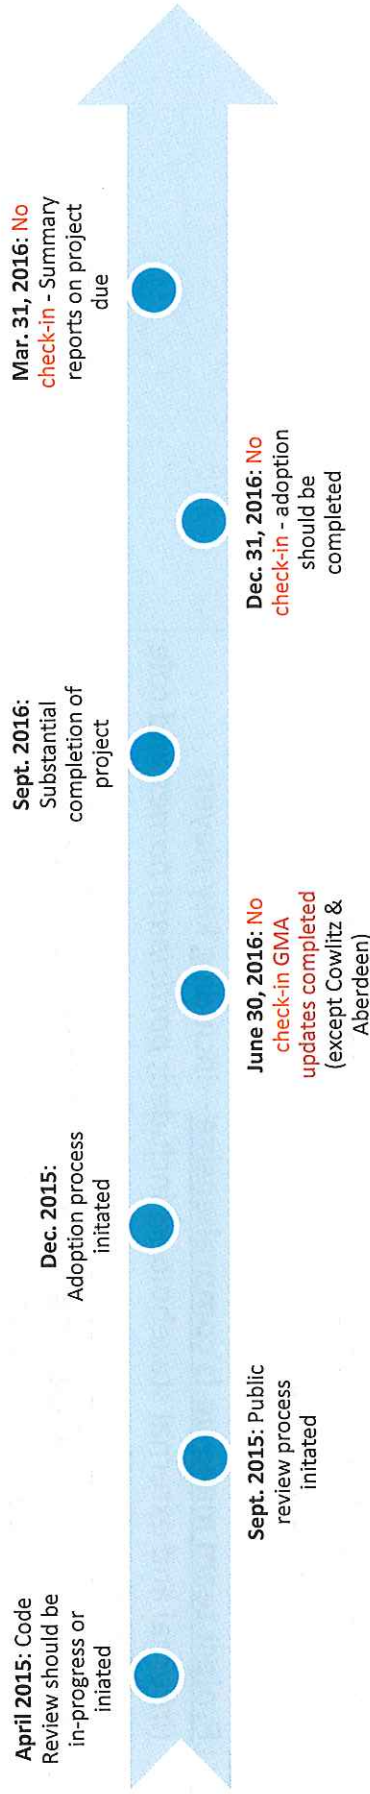 April 2015: Code
Review should be
in-progress or
iniated
Sept. 2015: Public
review process
initated
Dec. 2015:
Adoption process
initated
June 30, 2016: No
check-in GMA
updates completed
(except Cowlitz &
Aberdeen)
Sept. 2016:
Substantial
completion of
project
Dec. 31, 2016: No
check-in - adoption
should be
completed
Mar. 31, 2016: No
check-in - Summary
reports on project
due